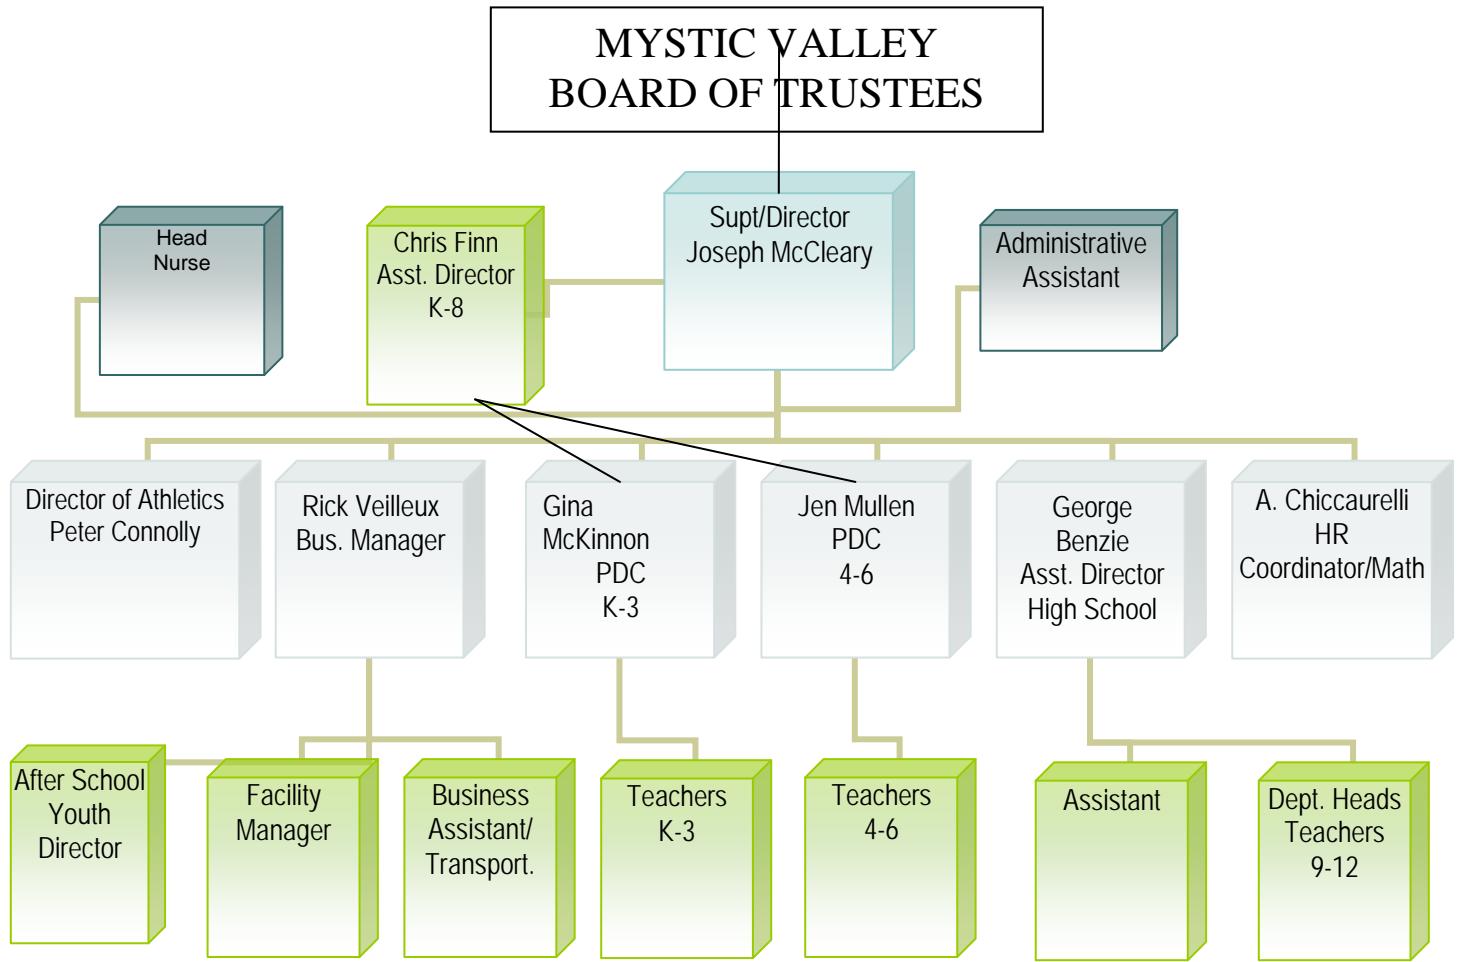 MYSTIC VALLEY
BOARD OF TRUSTEES
Supt/Director
Joseph McCleary
Head
Nurse
Chris Finn
Asst. Director
K-8
Administrative
Assistant
Director of Athletics
Peter Connolly
Rick Veilleux
Bus. Manager
Gina
McKinnon
PDC
K-3
Jen Mullen
PDC
4-6
George
Benzie
Asst. Director
High School
A. Chiccaurelli
HR
Coordinator/Math
After School
Youth
Director
Facility
Manager
Business
Assistant/
Transport.
Teachers
K-3
Teachers
4-6
Assistant
Dept. Heads
Teachers
9-12